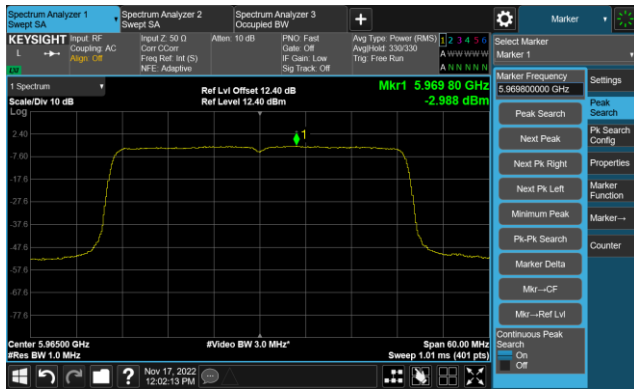 Spectrum Analyzer 1
Swept SA
Spectrum Analyzer 2
Swept SA
Spectrum Analyzer 3
Occupied BW
Marker
KEYSIGHT
L
Input: RF
Coupling: AC
Align: Off
Input Z: 50 Ω
Corr CCorr
Freq Ref: Int (S)
NFE: Adaptive
Atten: 10 dB
PNO: Fast
Gate: Off
IF Gain: Low
Sig Track: Off
Avg Type: Power (RMS)
Avg|Hold: 330/330
Trig: Free Run
1 2 3 4 5 6
A W W W W W
A N N N N N
Select Marker
Marker 1
1 Spectrum
Scale/Div 10 dB
Log
Ref Lvl Offset 12.40 dB
Ref Level 12.40 dBm
Mkr1 5.969 80 GHz
-2.988 dBm
1
2.40
-7.60
-17.6
-27.6
-37.6
-47.6
-57.6
-67.6
-77.6
Center 5.96500 GHz
#Res BW 1.0 MHz
#Video BW 3.0 MHz*
Span 60.00 MHz
Sweep 1.01 ms (401 pts)
Marker Frequency
5.969800000 GHz
Peak Search
Next Peak
Next Pk Right
Next Pk Left
Minimum Peak
Pk-Pk Search
Marker Delta
Mkr→CF
Mkr→Ref Lvl
Continuous Peak
Search
On
Off
Settings
Peak
Search
Pk Search
Config
Properties
Marker
Function
Marker→
Counter
?
Nov 17, 2022
12:02:13 PM